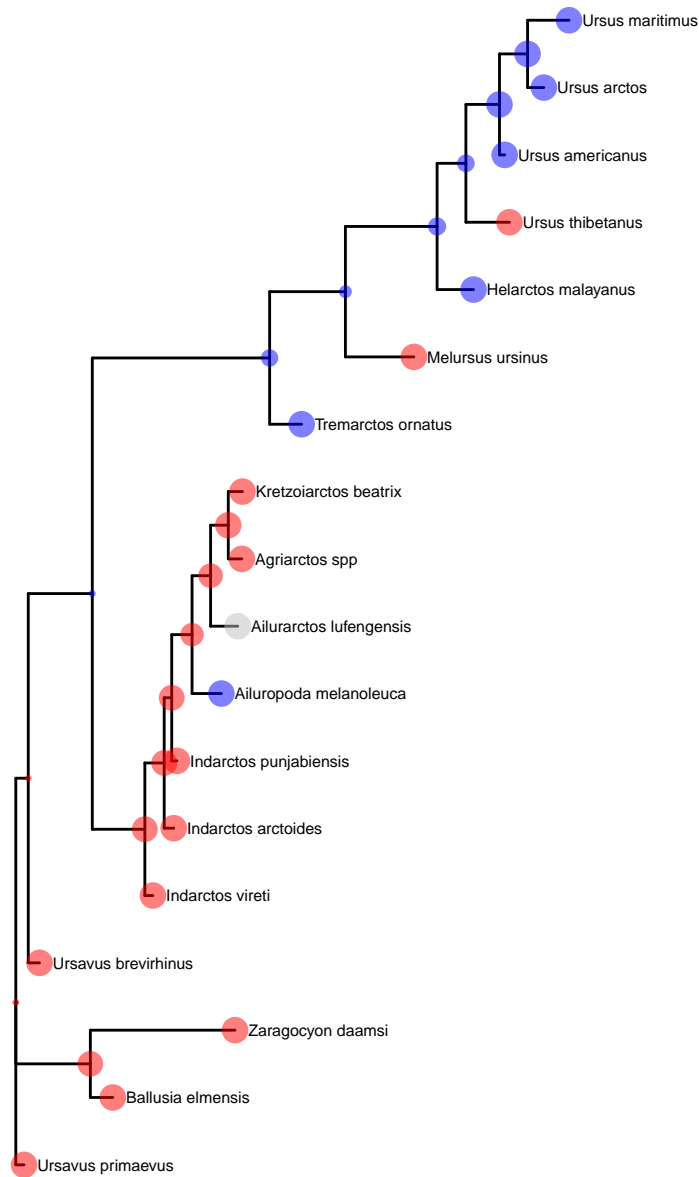 Ursus maritimus
Ursus arctos
Ursus americanus
Ursus thibetanus
Helarctos malayanus
Melursus ursinus
Tremarctos ornatus
Kretzoiarctos beatrix
Agriarctos spp
Ailurarctos lufengensis
Ailuropoda melanoleuca
Indarctos punjabiensis
Indarctos arctoides
Indarctos vireti
Ursavus brevirhinus
Zaragocyon daamsi
Ballusia elmensis
Ursavus primaevus